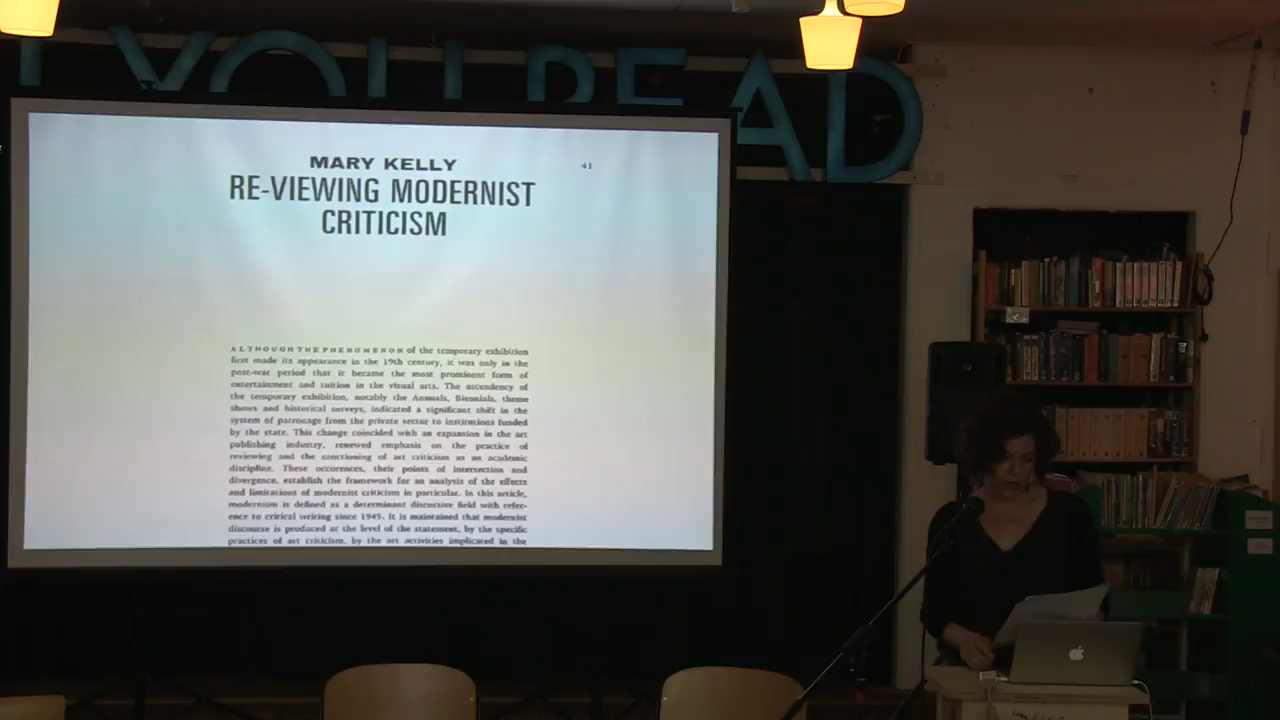 YOU READ
MARY KELLY
41
RE-VIEWING MODERNIST
CRITICISM
ALTHOUGH THE PHENOMENON of the temporary exhibition
first made its appearance in the 19th century, it was only in the
post-war period that it became the most prominent form of
entertainment and tuition in the visual arts. The ascendency of
the temporary exhibition, notably the Annuals, Biennials, theme
shows and historical surveys, indicated a significant shift in the
system of patronage from the private sector to institutions funded
by the state. This change coincided with an expansion in the art
publishing industry, renewed emphasis on the practice of
reviewing and the sanctioning of art criticism as an academic
discipline. These occurences, their points of intersection and
divergence, establish the framework for an analysis of the effects
and limitations of modernist criticism in particular. In this article,
modernism is defined as a determinant discursive field with refer-
ence to critical writing since 1945. It is maintained that modernist
discourse is produced at the level of the statement, by the specific
practices of art criticism, by the art activities implicated in the